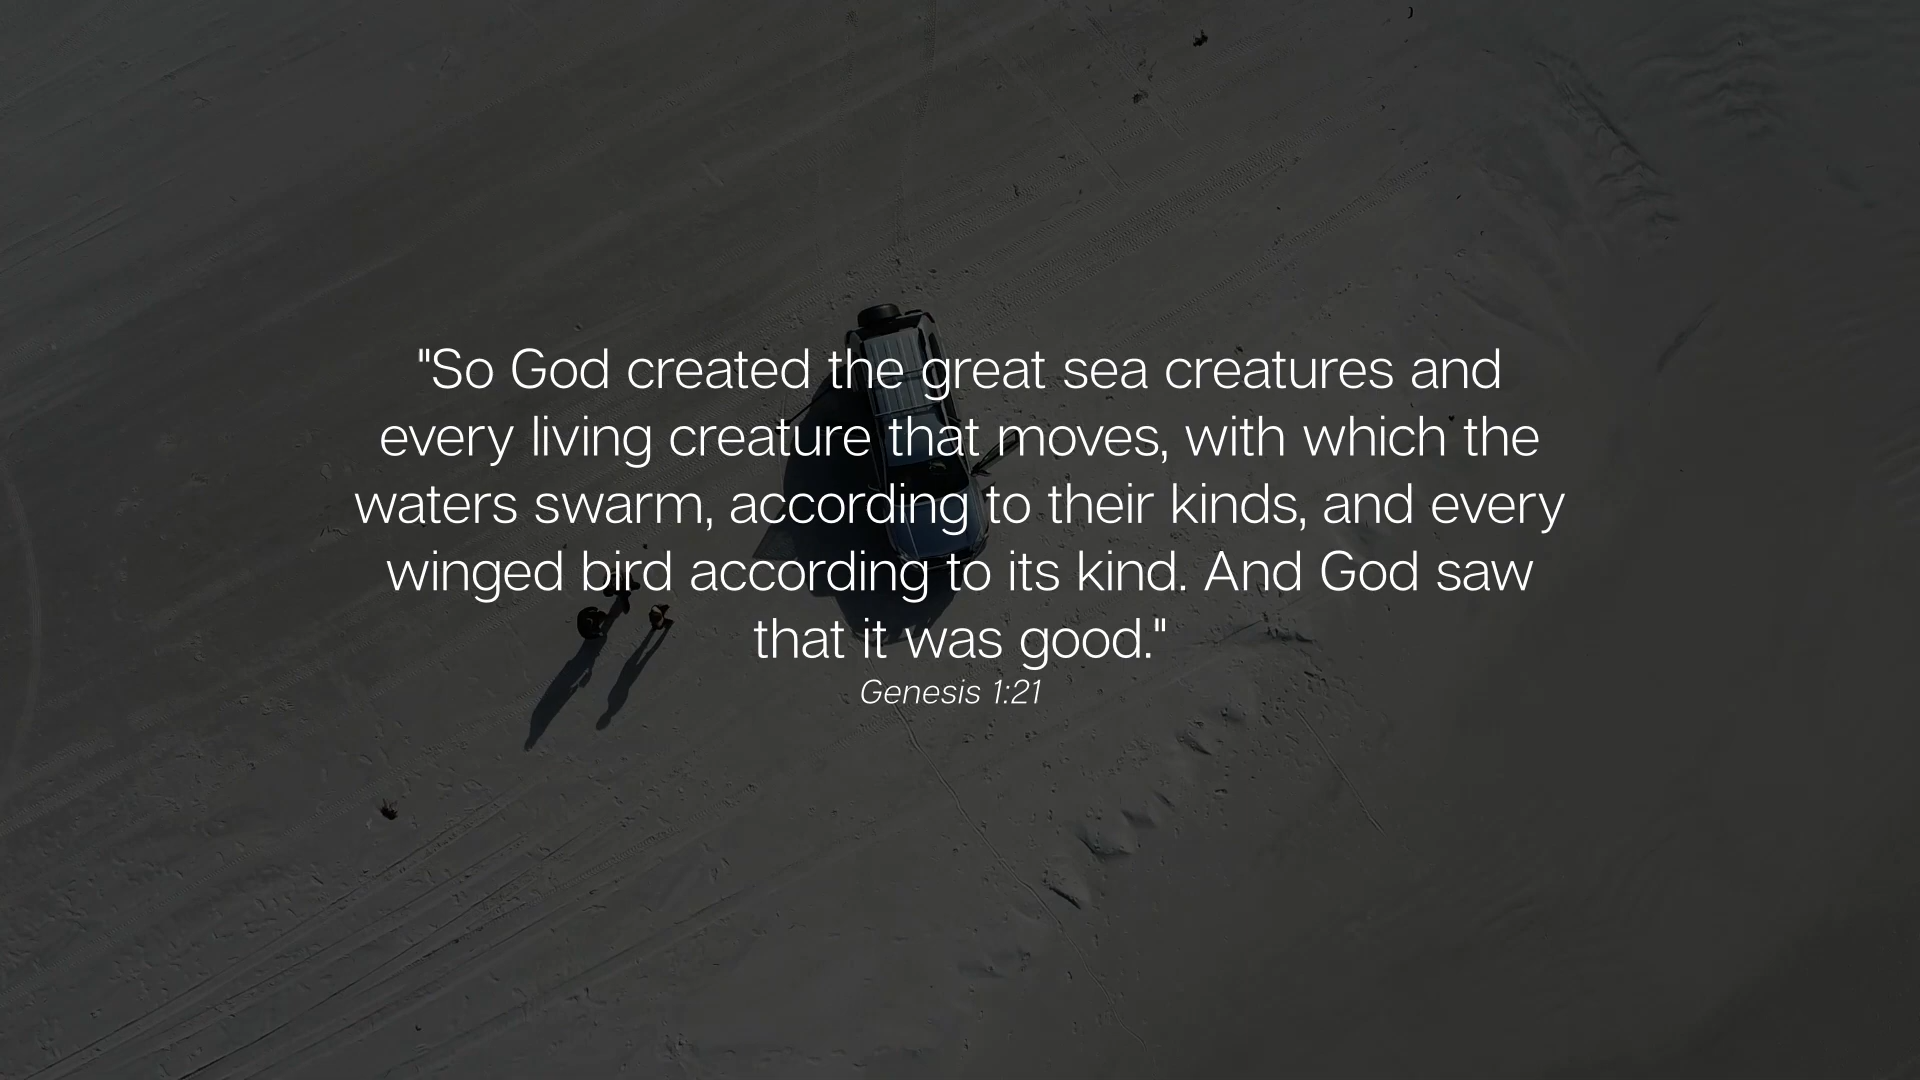 "So God created the great sea creatures and
every living creature that moves, with which the
waters swarm, according to their kinds, and every
winged bird according to its kind. And God saw
that it was good."
Genesis 1:21